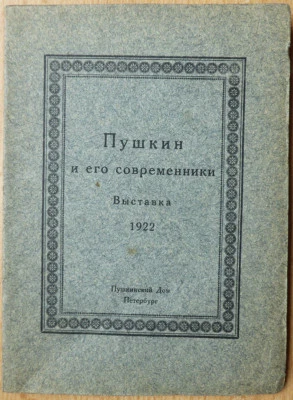 Пушкин
и его современники
Выставка
1922
Пушкинский Дом
Петербург